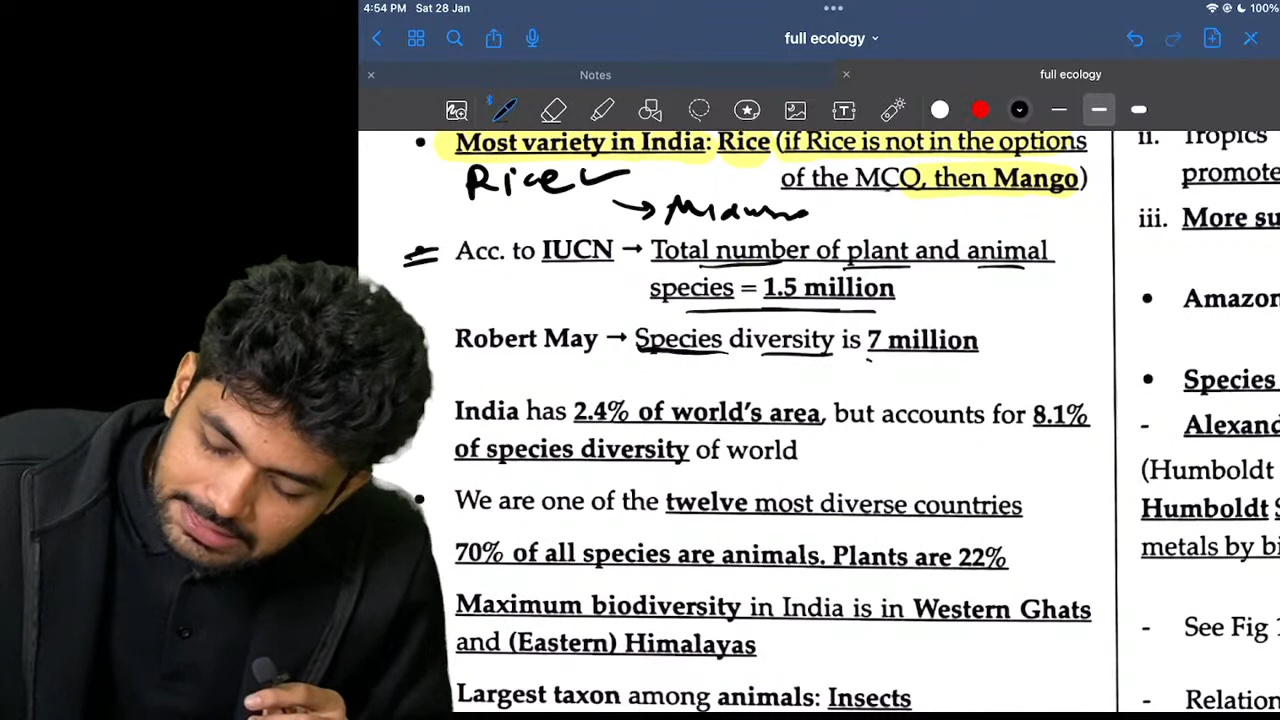 4:54 PM Sat 28 Jan
100%
full ecology
Notes
full ecology
• Most variety in India: Rice (if Rice is not in the options
of the MCQ, then Mango)
Rice
Acc. to IUCN → Total number of plant and animal
species = 1.5 million
Robert May → Species diversity is 7 million
India has 2.4% of world's area, but accounts for 8.1%
of species diversity of world
• We are one of the twelve most diverse countries
70% of all species are animals. Plants are 22%
Maximum biodiversity in India is in Western Ghats
and (Eastern) Himalayas
Largest taxon among animals: Insects
ii. Tropics
promote
iii. More su
• Amazon
• Species
- Alexand
(Humboldt
Humboldt S
metals by bi
- See Fig 1
- Relation